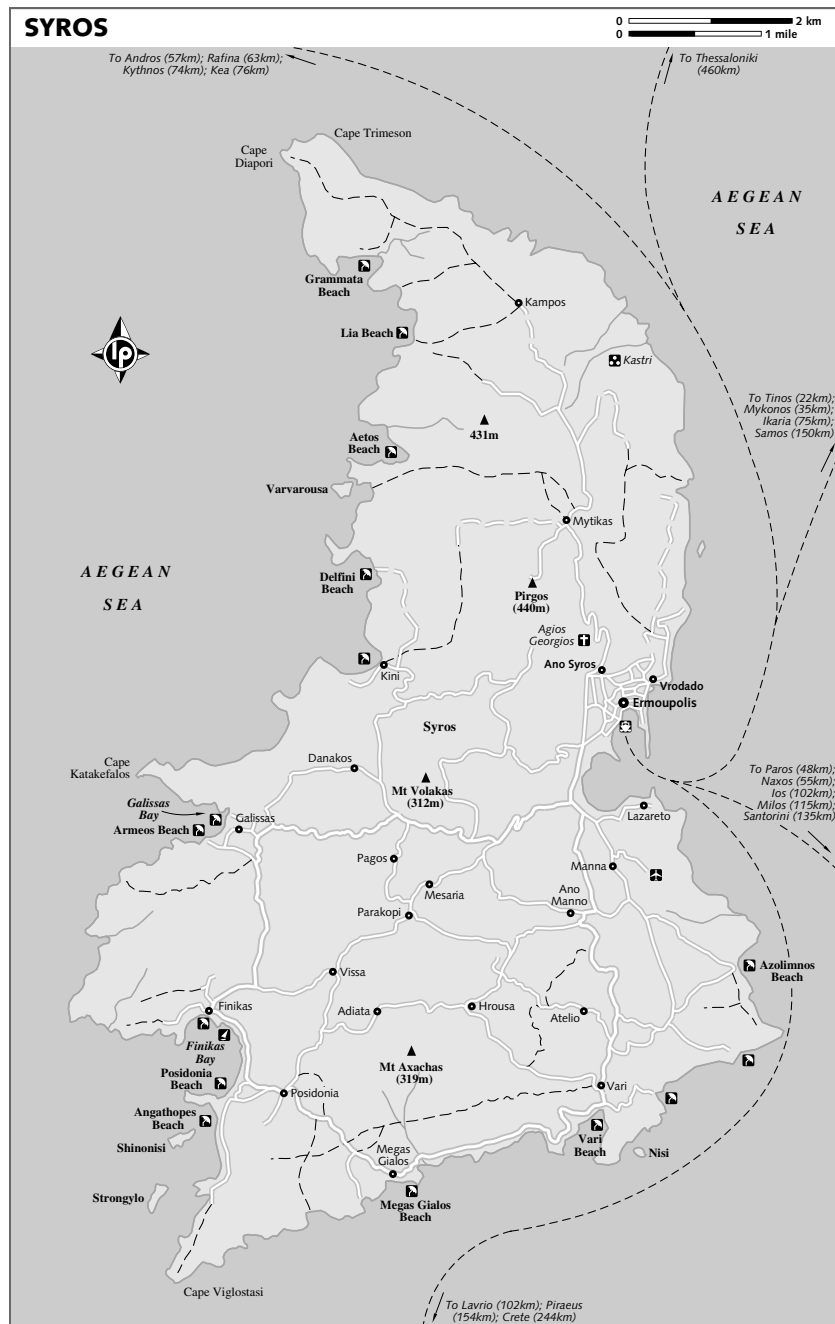 SYROS
0 2 km
0 1 mile
To Andros (57km); Rafina (63km);
Kythnos (74km); Kea (76km)
To Thessaloniki
(460km)
Cape Trimeson
Cape
Diapori
AEGEAN
SEA
Grammata
Beach
Kampos
Lia Beach
lp
Kastri
To Tinos (22km);
Mykonos (35km);
Ikaria (75km);
Samos (150km)
431m
Aetos
Beach
Varvarousa
Mytikas
AEGEAN
SEA
Delfini
Beach
Pirgos
(440m)
Agios
Georgios
Ano Syros
Kini
Vrodado
Ermoupolis
Syros
Cape
Katakefalos
Danakos
Mt Volakas
(312m)
To Paros (48km);
Naxos (55km);
Ios (102km);
Milos (115km);
Santorini (135km)
Galissas
Bay
Armeos Beach
Galissas
Lazareto
Pagos
Manna
Mesaria
Ano
Manno
Parakopi
Azolimnos
Beach
Vissa
Finikas
Adiata
Hrousa
Atelio
Finikas
Bay
Posidonia
Beach
Mt Axachas
(319m)
Posidonia
Vari
Angathopes
Beach
Shinonisi
Vari
Beach
Nisi
Megas
Gialos
Strongylo
Megas Gialos
Beach
Cape Viglostasi
To Lavrio (102km); Piraeus
(154km); Crete (244km)